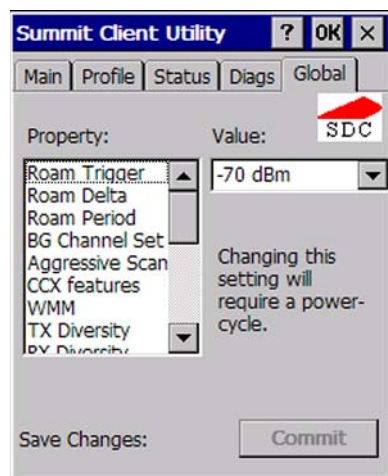 Summit Client Utility ? OK ×
Main Profile Status Diags Global
SDC
Property: Value:
Roam Trigger
-70 dBm
Roam Delta
Roam Period
BG Channel Set
Aggressive Scan
CCX features
WMM
TX Diversity
RX Diversity
Changing this
setting will
require a power-
cycle.
Save Changes: Commit